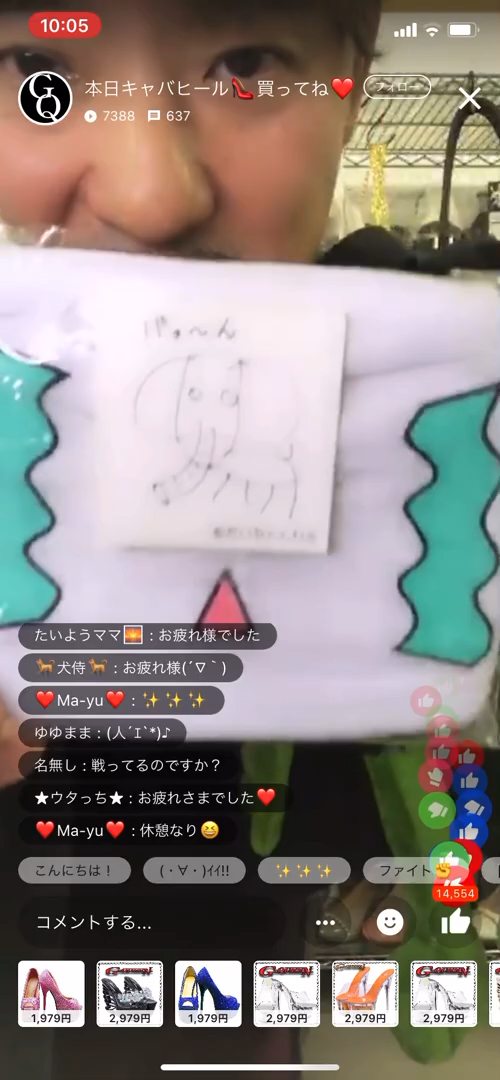 10:05
本日キャバヒール👠買ってね❤️
フォロー
7388 637
ぱぉ〜ん
たいようママ🌅：お疲れ様でした
🐕犬侍🐕：お疲れ様(´∇｀)
❤️Ma-yu❤️：✨✨✨
ゆゆまま：(人´ｴ`*)♪
名無し：戦ってるのですか？
★ウタっち★：お疲れさまでした❤️
❤️Ma-yu❤️：休憩なり😆
こんにちは！ (・∀・)ｲｲ!! ✨✨✨ ファイト✊
14,554
コメントする...
1,979円 2,979円 1,979円 2,979円 2,979円 2,979円